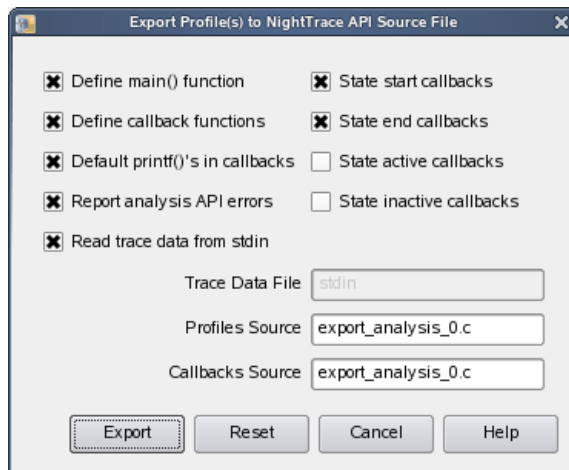 Export Profile(s) to NightTrace API Source File
Define main() function
State start callbacks
Define callback functions
State end callbacks
Default printf()'s in callbacks
State active callbacks
Report analysis API errors
State inactive callbacks
Read trace data from stdin
Trace Data File stdin
Profiles Source export_analysis_0.c
Callbacks Source export_analysis_0.c
Export Reset Cancel Help